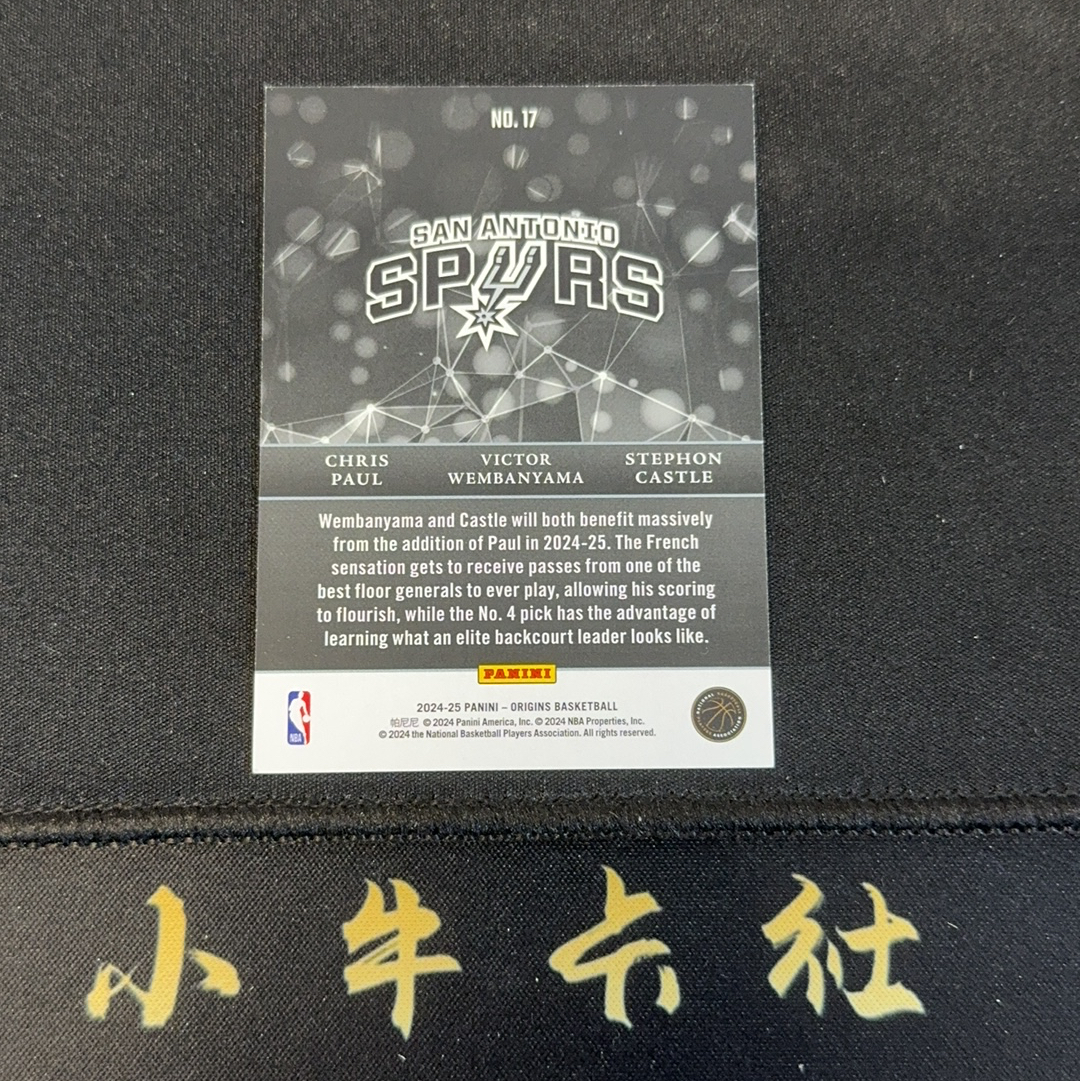 NO. 17
SAN ANTONIO
SPURS
CHRIS PAUL
VICTOR WEMBANYAMA
STEPHON CASTLE
Wembanyama and Castle will both benefit massively
from the addition of Paul in 2024-25. The French
sensation gets to receive passes from one of the
best floor generals to ever play, allowing his scoring
to flourish, while the No. 4 pick has the advantage of
learning what an elite backcourt leader looks like.
PANINI
2024-25 PANINI – ORIGINS BASKETBALL
帕尼尼 © 2024 Panini America, Inc. © 2024 NBA Properties, Inc.
© 2024 the National Basketball Players Association. All rights reserved.
NBA
小牛卡社